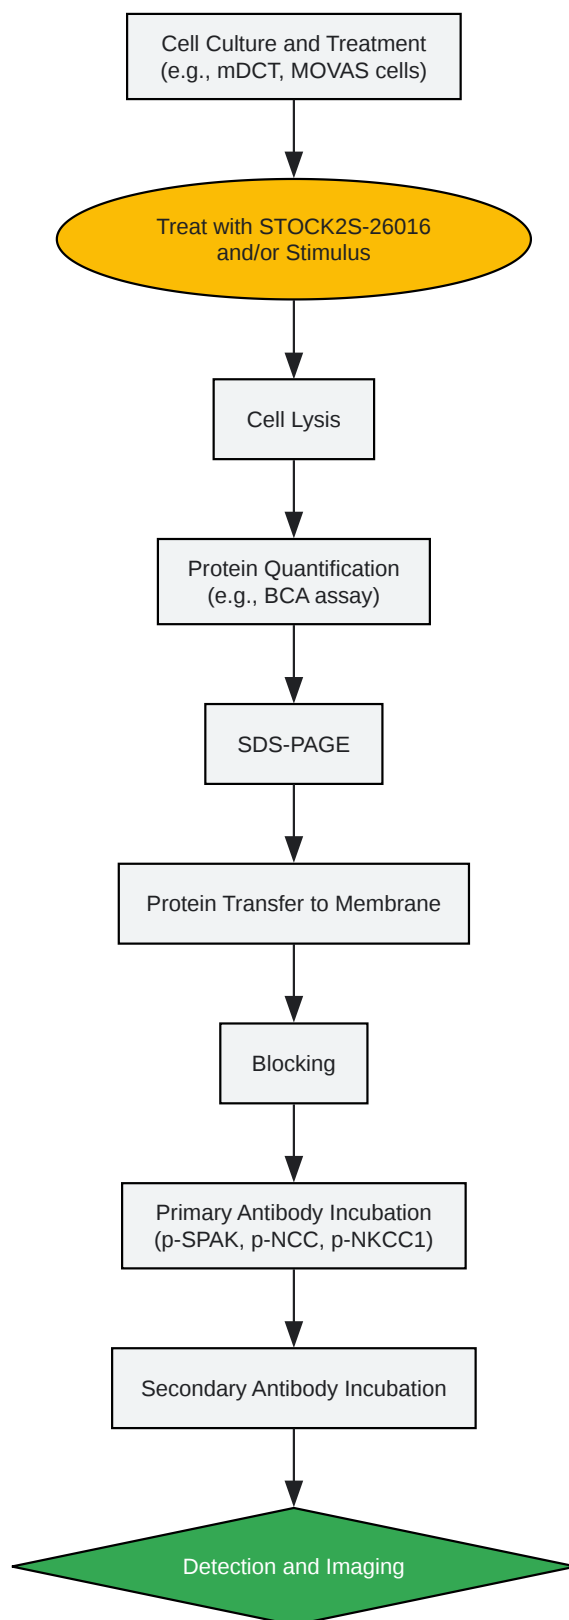 Cell Culture and Treatment
(e.g., mDCT, MOVAS cells)
Treat with STOCK2S-26016
and/or Stimulus
Cell Lysis
Protein Quantification
(e.g., BCA assay)
SDS-PAGE
Protein Transfer to Membrane
Blocking
Primary Antibody Incubation
(p-SPAK, p-NCC, p-NKCC1)
Secondary Antibody Incubation
Detection and Imaging